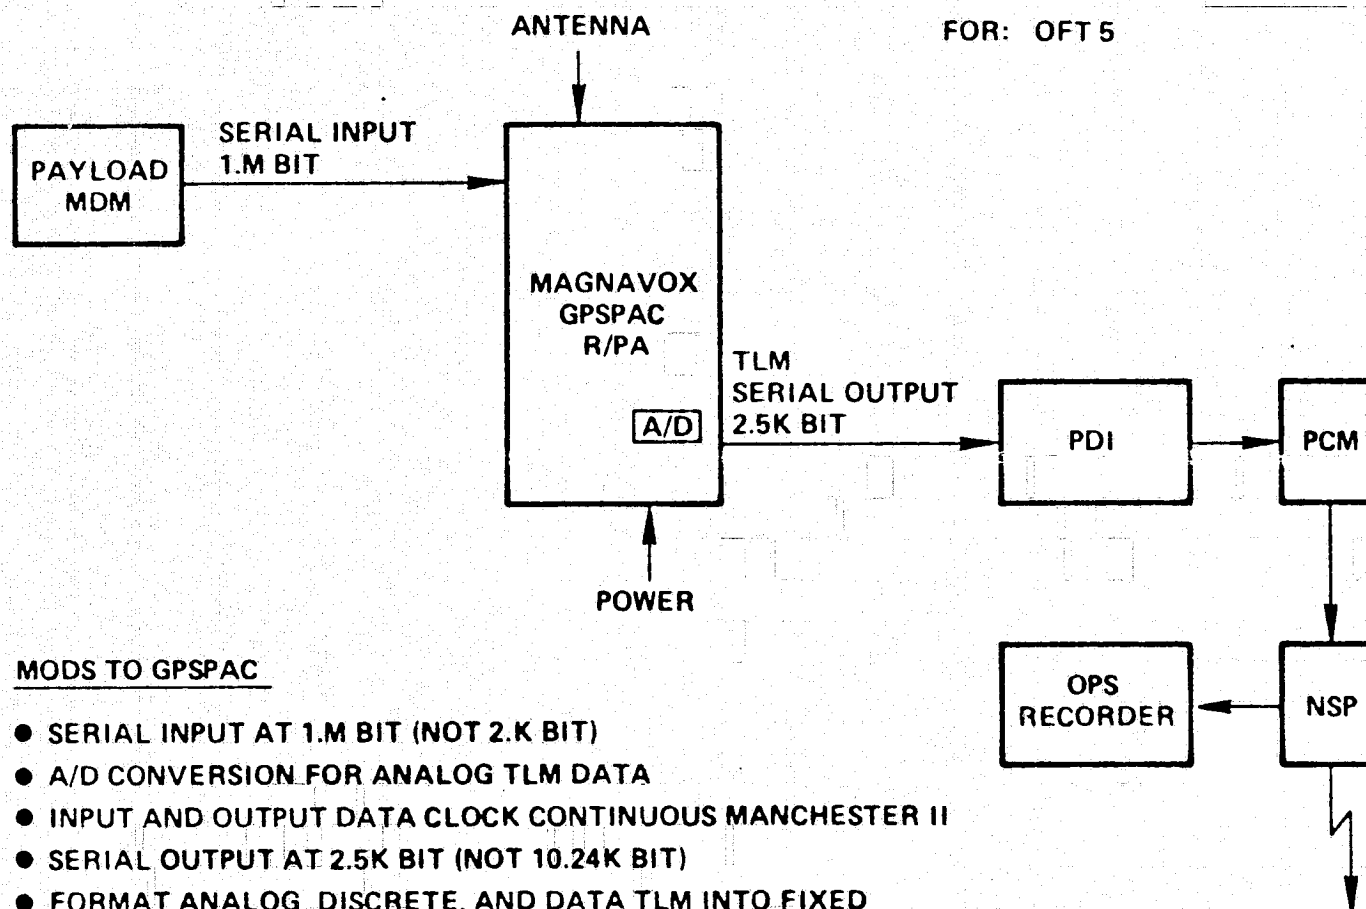 ANTENNA
FOR: OFT 5
SERIAL INPUT
1.M BIT
PAYLOAD
MDM
MAGNAVOX
GPSPAC
R/PA
A/D
TLM
SERIAL OUTPUT
2.5K BIT
PDI
PCM
POWER
OPS
RECORDER
NSP
MODS TO GPSPAC
● SERIAL INPUT AT 1.M BIT (NOT 2.K BIT)
● A/D CONVERSION FOR ANALOG TLM DATA
● INPUT AND OUTPUT DATA CLOCK CONTINUOUS MANCHESTER II
● SERIAL OUTPUT AT 2.5K BIT (NOT 10.24K BIT)
● FORMAT ANALOG, DISCRETE, AND DATA TLM INTO FIXED